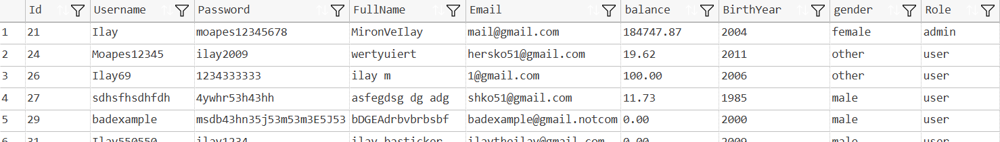 Id Username Password FullName Email balance BirthYear gender Role
1 21 Ilay moapes12345678 MironVeIlay mail@gmail.com 184747.87 2004 female admin
2 24 Moapes12345 ilay2009 wertyuiert hersko51@gmail.com 19.62 2011 other user
3 26 Ilay69 1234333333 ilay m 1@gmail.com 100.00 2006 other user
4 27 sdhsfhsdhfdh 4ywhr53h43hh asfegdsg dg adg shko51@gmail.com 11.73 1985 male user
5 29 badexample msdb43hn35j53m53m3E5J53 bDGEAdrbvbrbsbf badexample@gmail.notcom 0.00 2000 male user
6 31 Ilay550550 ilay1234 ilay basticker ilaytheilay@gmail.com 0.00 2009 male user